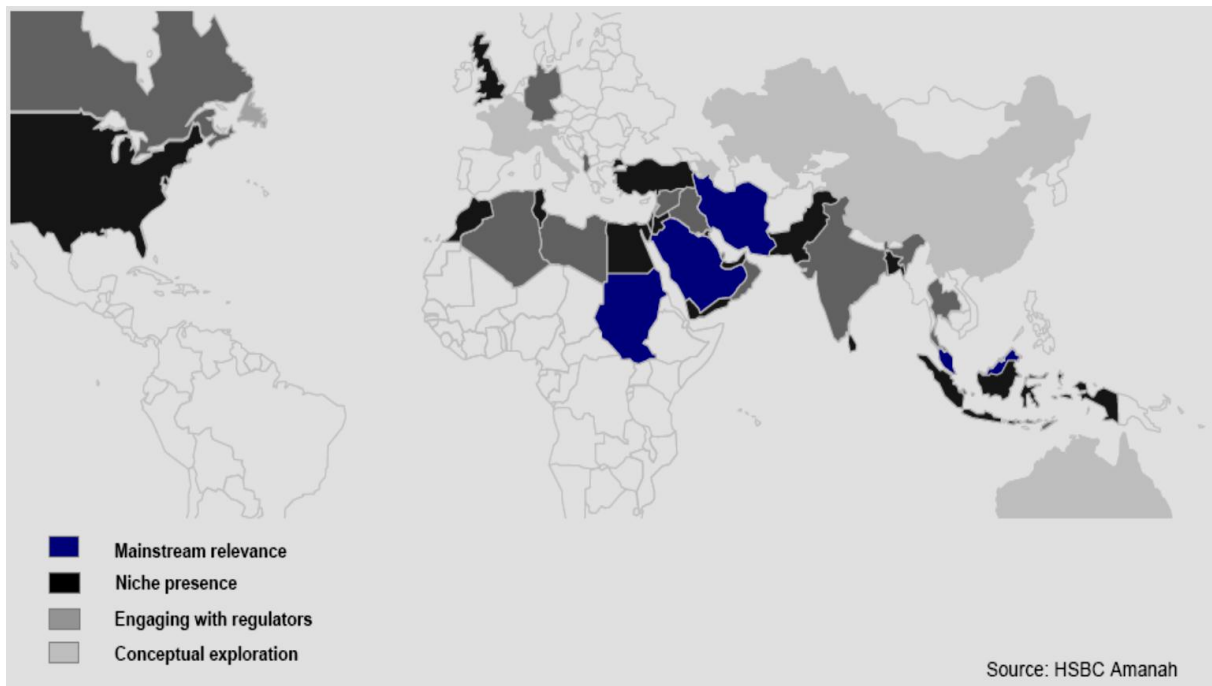 Mainstream relevance
Niche presence
Engaging with regulators
Conceptual exploration
Source: HSBC Amanah